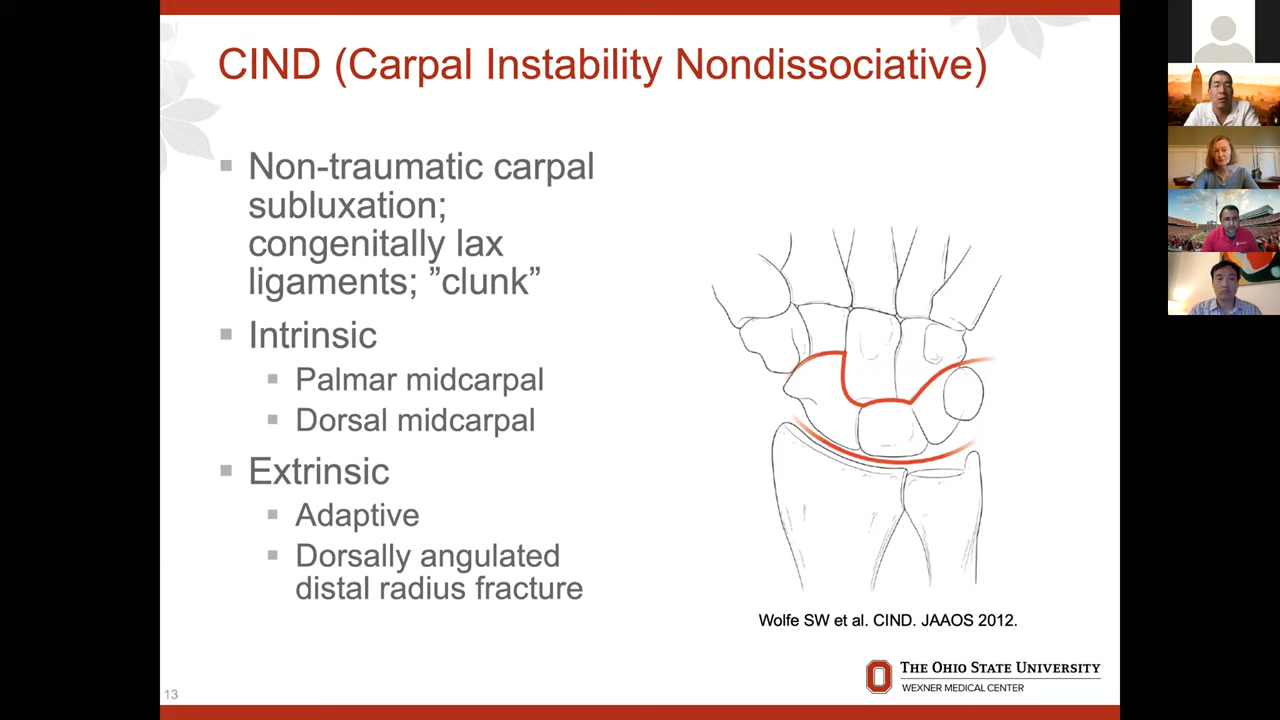 CIND (Carpal Instability Nondissociative)
Non-traumatic carpal
subluxation;
congenitally lax
ligaments; ”clunk”
Intrinsic
Palmar midcarpal
Dorsal midcarpal
Extrinsic
Adaptive
Dorsally angulated
distal radius fracture
Wolfe SW et al. CIND. JAAOS 2012.
THE OHIO STATE UNIVERSITY
WEXNER MEDICAL CENTER
13